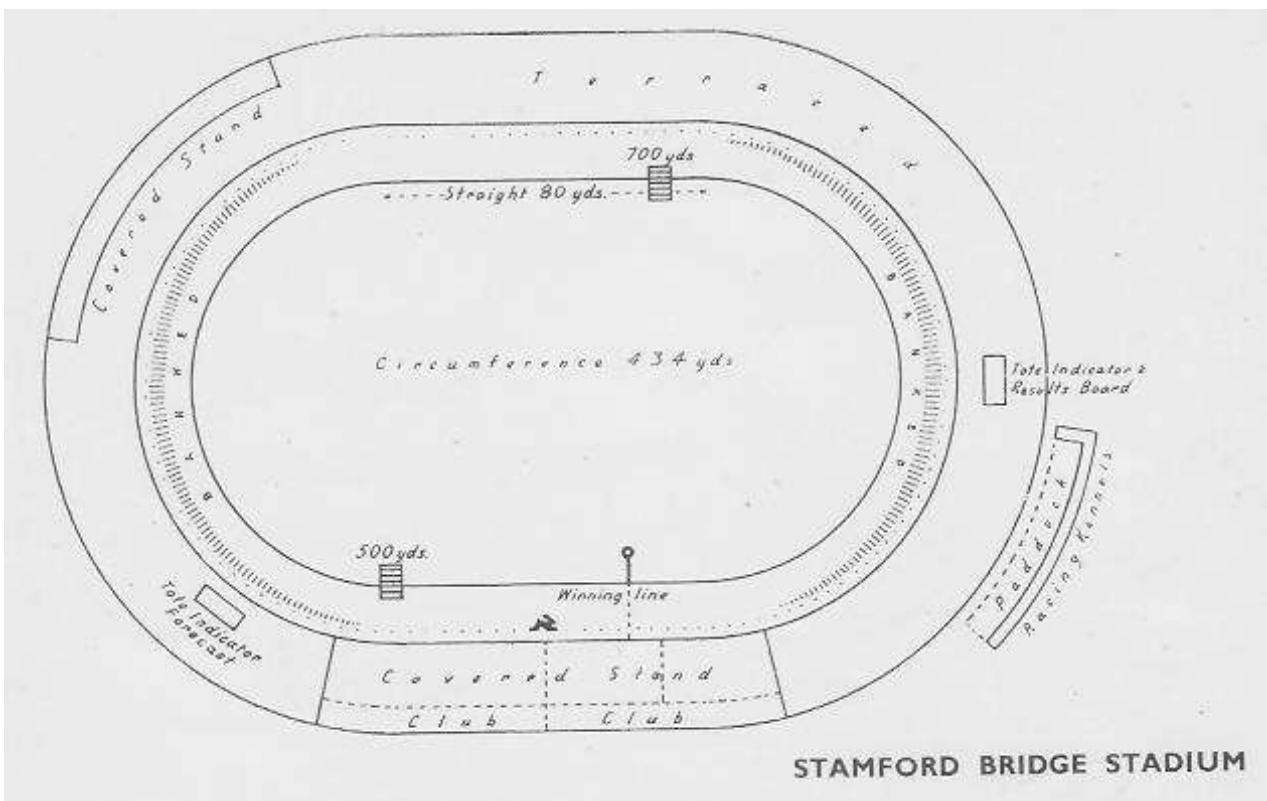 Terraced
Covered Stand
700 yds
Straight 80 yds.
BANKED
BANKED
Circumference 434 yds
Tote Indicator &
Results Board
Paddock
Racing Kennels
500 yds.
Winning line
Tote Indicator
Forecast
Covered Stand
Club Club
STAMFORD BRIDGE STADIUM